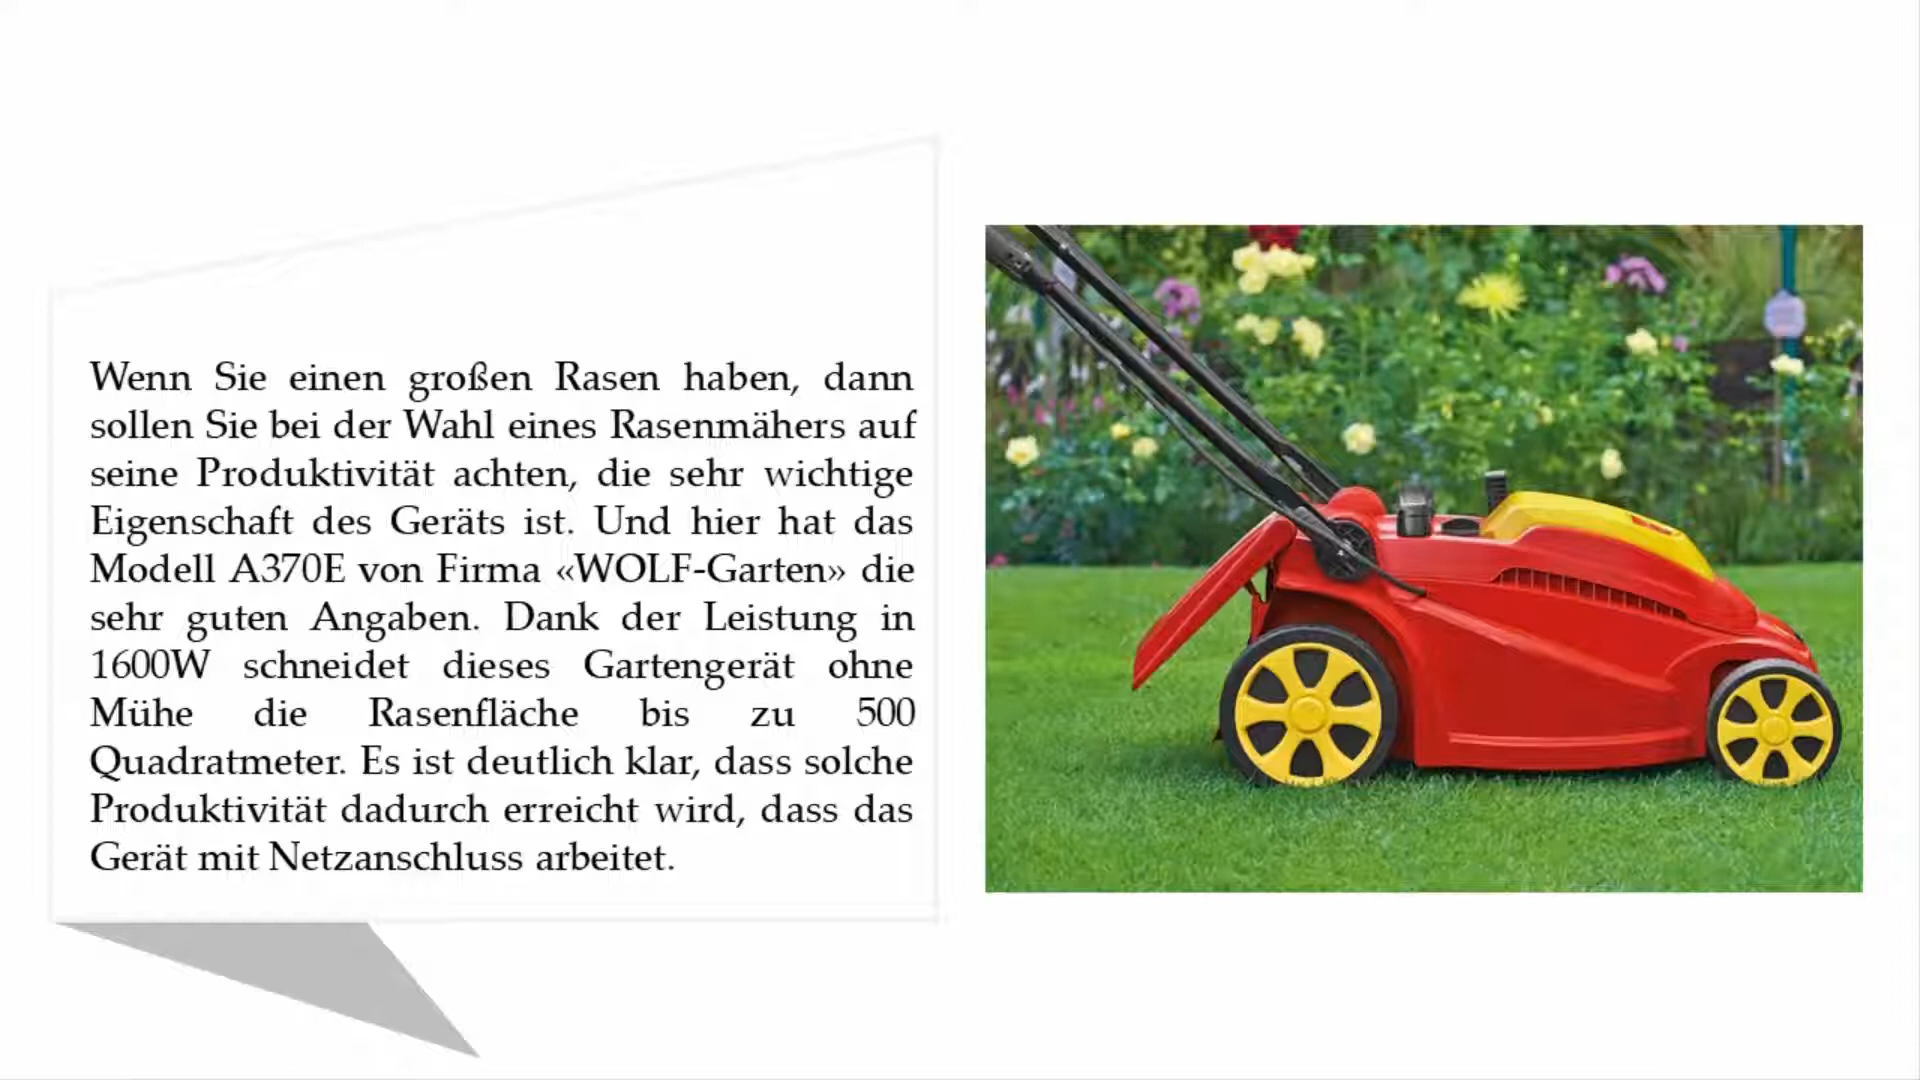 Wenn Sie einen großen Rasen haben, dann
sollen Sie bei der Wahl eines Rasenmähers auf
seine Produktivität achten, die sehr wichtige
Eigenschaft des Geräts ist. Und hier hat das
Modell A370E von Firma «WOLF-Garten» die
sehr guten Angaben. Dank der Leistung in
1600W schneidet dieses Gartengerät ohne
Mühe die Rasenfläche bis zu 500
Quadratmeter. Es ist deutlich klar, dass solche
Produktivität dadurch erreicht wird, dass das
Gerät mit Netzanschluss arbeitet.